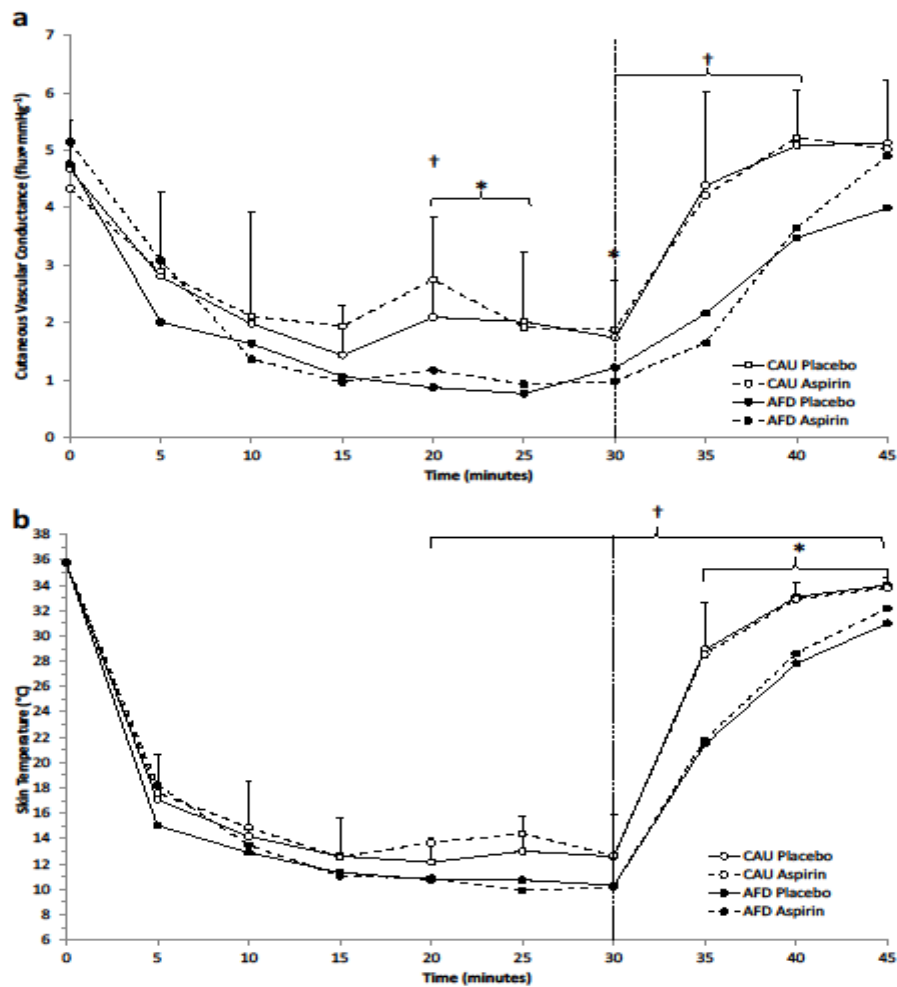 a
Cutaneous Vascular Conductance (flux•mmHg⁻¹)
7
6
5
4
3
2
1
0
†
*
*
†
CAU Placebo
CAU Aspirin
AFD Placebo
AFD Aspirin
0 5 10 15 20 25 30 35 40 45
Time (minutes)
b
Skin Temperature (°C)
38
36
34
32
30
28
26
24
22
20
18
16
14
12
10
8
6
†
*
CAU Placebo
CAU Aspirin
AFD Placebo
AFD Aspirin
0 5 10 15 20 25 30 35 40 45
Time (minutes)